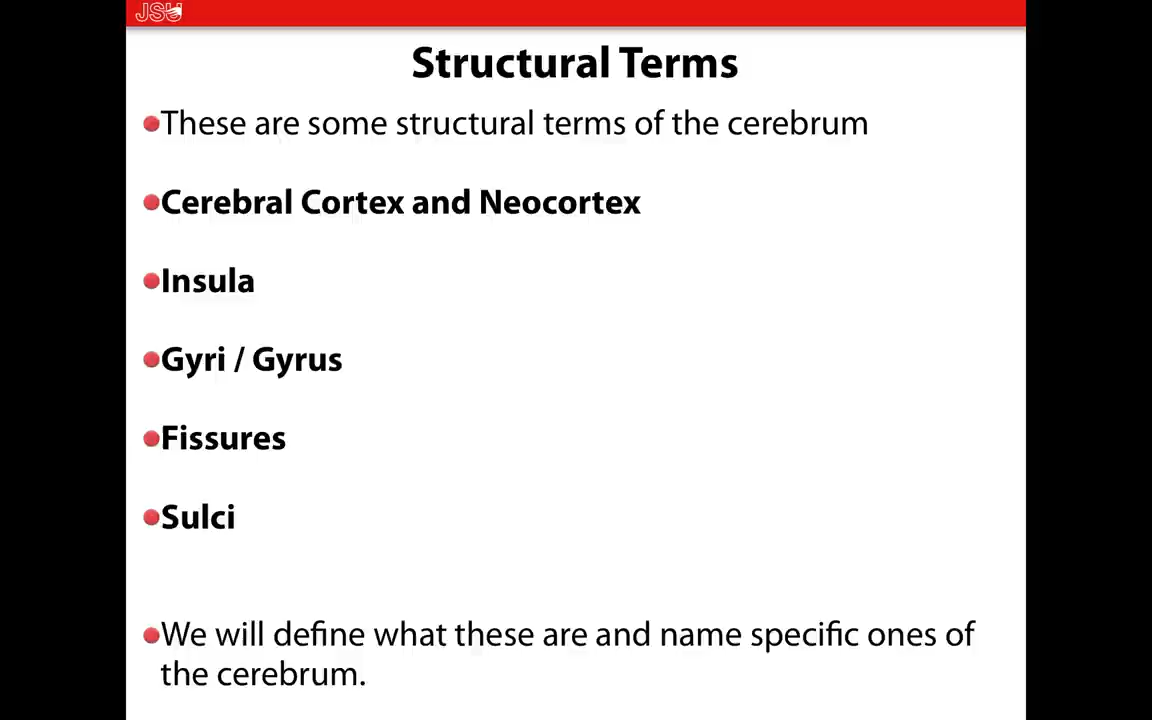 JSU
Structural Terms
These are some structural terms of the cerebrum
Cerebral Cortex and Neocortex
Insula
Gyri / Gyrus
Fissures
Sulci
We will define what these are and name specific ones of
the cerebrum.